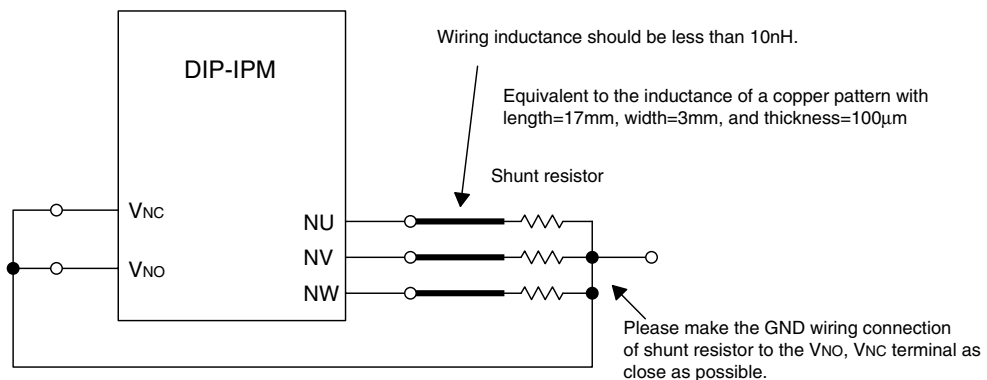 Wiring inductance should be less than 10nH.
DIP-IPM
Equivalent to the inductance of a copper pattern with
length=17mm, width=3mm, and thickness=100μm
Shunt resistor
VNC
NU
NV
VNO
NW
Please make the GND wiring connection
of shunt resistor to the VNO, VNC terminal as
close as possible.